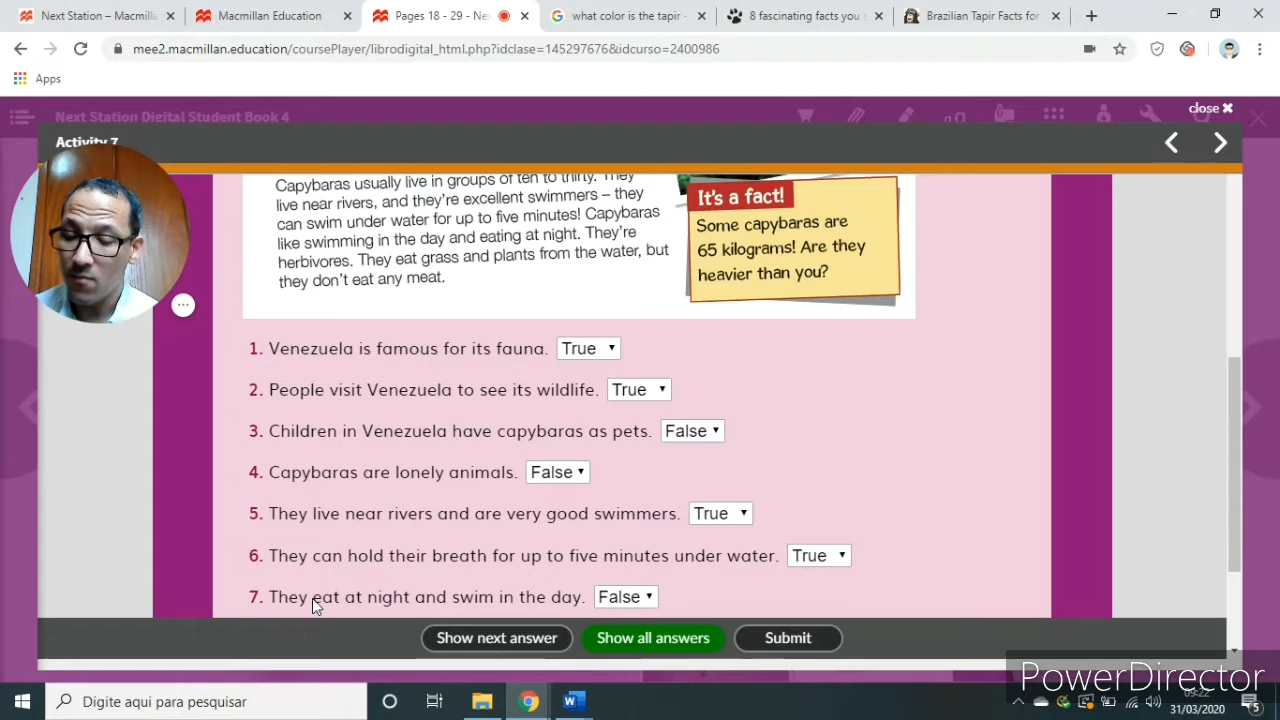 Next Station – Macmilla
Macmillan Education
Pages 18 - 29 - Ne
what color is the tapir -
8 fascinating facts you s
Brazilian Tapir Facts for
mee2.macmillan.education/coursePlayer/librodigital_html.php?idclase=145297676&idcurso=2400986
Apps
close ✖
Next Station Digital Student Book 4
Activity 7
Capybaras usually live in groups of ten to thirty. They
live near rivers, and they're excellent swimmers – they
can swim under water for up to five minutes! Capybaras
like swimming in the day and eating at night. They're
herbivores. They eat grass and plants from the water, but
they don't eat any meat.
It's a fact!
Some capybaras are
65 kilograms! Are they
heavier than you?
1. Venezuela is famous for its fauna. True
2. People visit Venezuela to see its wildlife. True
3. Children in Venezuela have capybaras as pets. False
4. Capybaras are lonely animals. False
5. They live near rivers and are very good swimmers. True
6. They can hold their breath for up to five minutes under water. True
7. They eat at night and swim in the day. False
Show next answer
Show all answers
Submit
PowerDirector
Digite aqui para pesquisar
09:22
31/03/2020
5